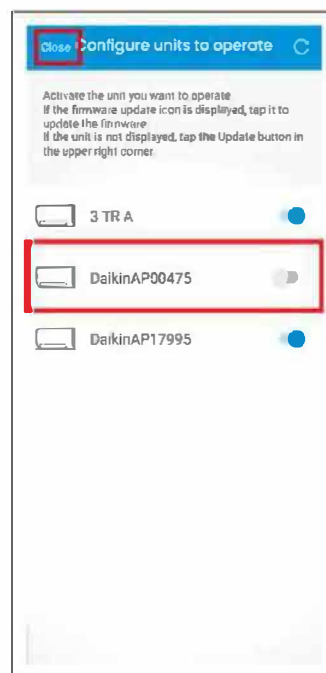 Close Configure units to operate
Activate the unit you want to operate
If the firmware update icon is displayed, tap it to
update the firmware
If the unit is not displayed, tap the Update button in
the upper right corner.
3 TR A
DaikinAP00475
DaikinAP17995